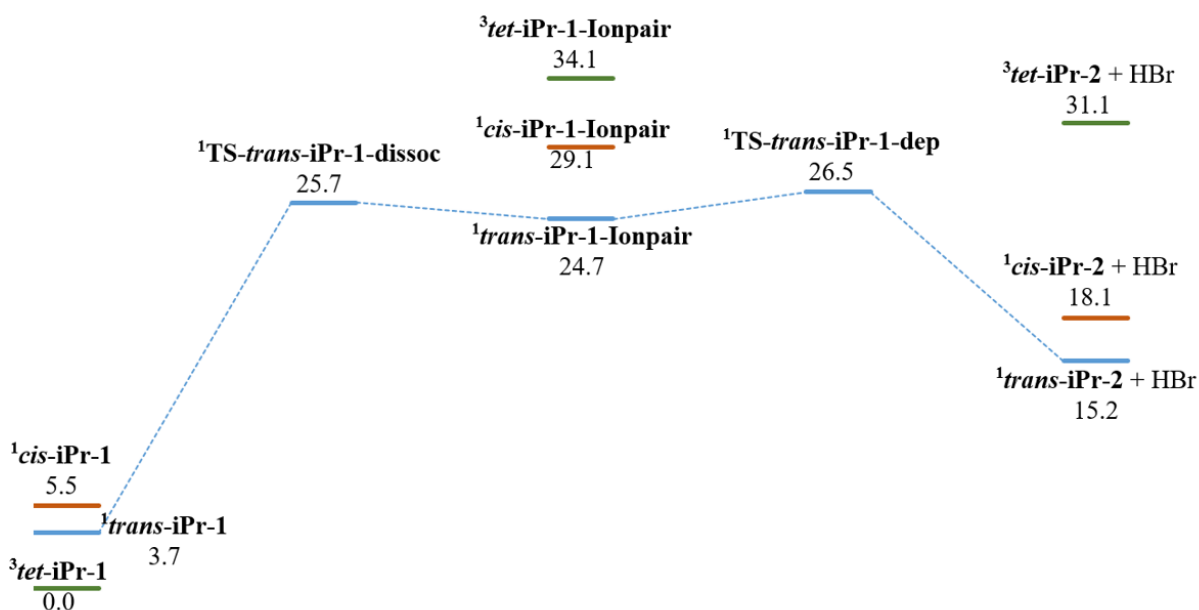 ³tet-iPr-1-Ionpair
34.1
³tet-iPr-2 + HBr
31.1
¹cis-iPr-1-Ionpair
29.1
¹TS-trans-iPr-1-dissoc
25.7
¹TS-trans-iPr-1-dep
26.5
¹trans-iPr-1-Ionpair
24.7
¹cis-iPr-2 + HBr
18.1
¹trans-iPr-2 + HBr
15.2
¹cis-iPr-1
5.5
¹trans-iPr-1
3.7
³tet-iPr-1
0.0